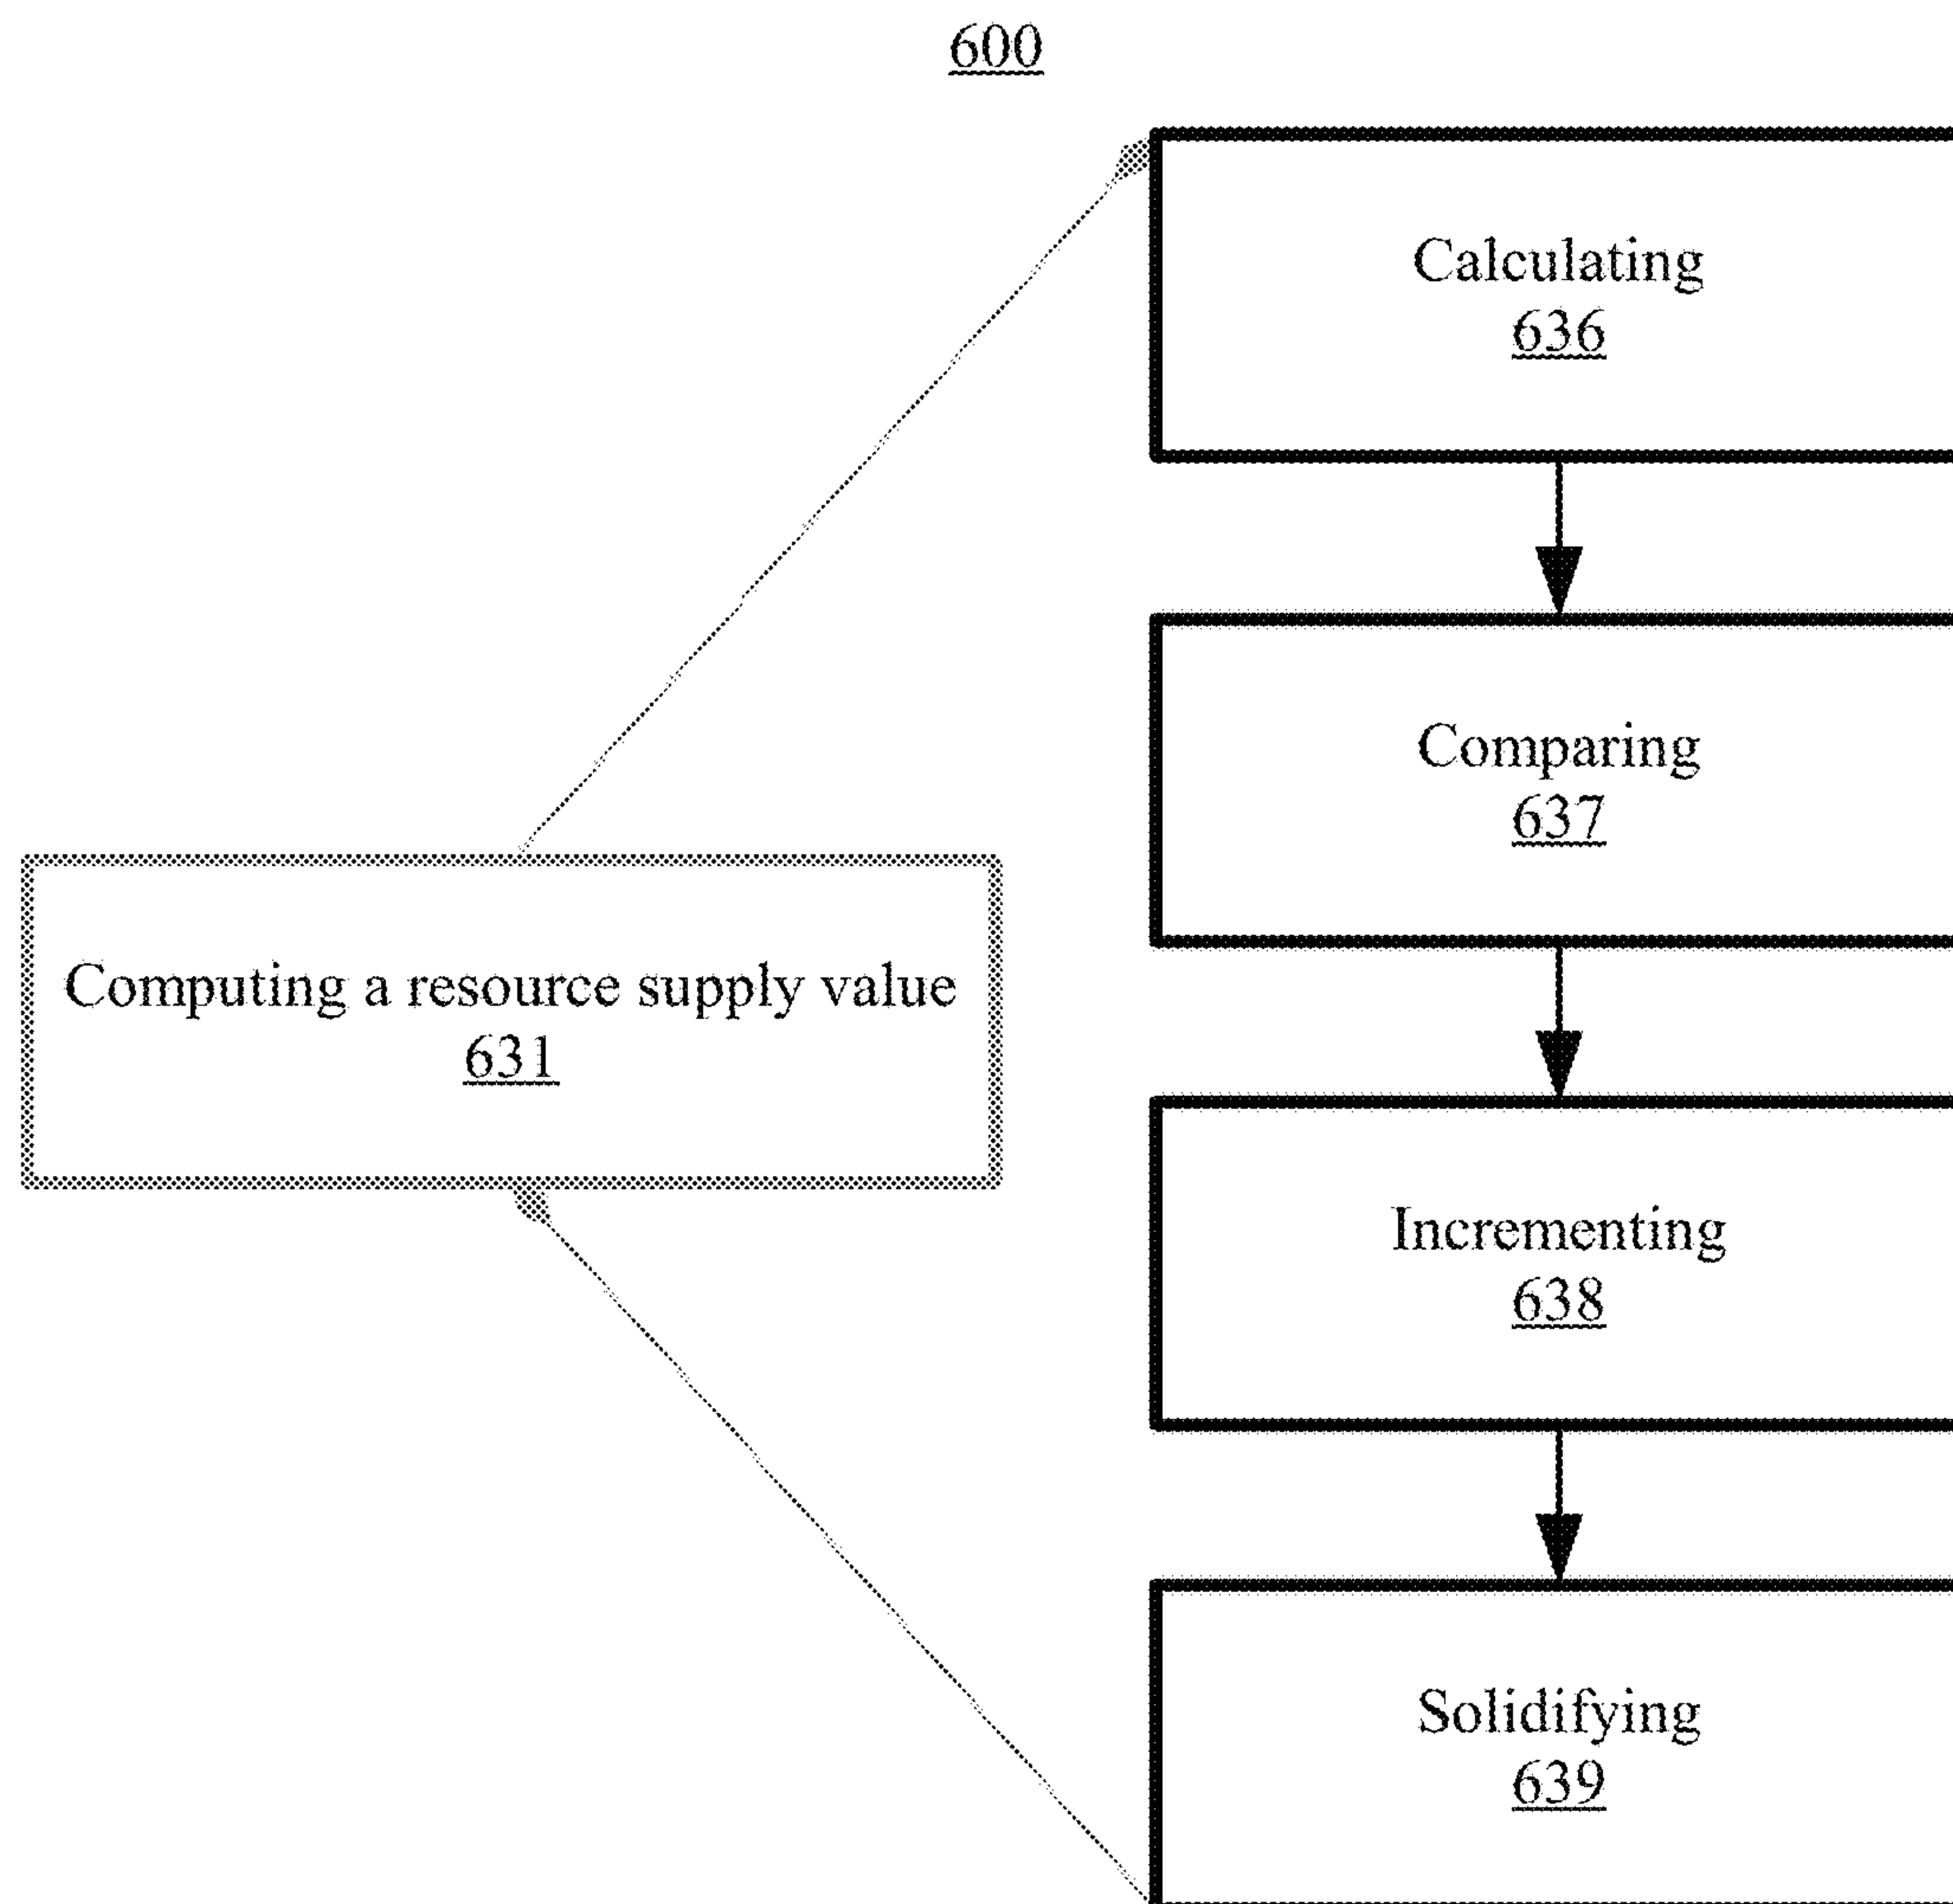 600
Calculating
636
Comparing
637
Computing a resource supply value
631
Incrementing
638
Solidifying
639